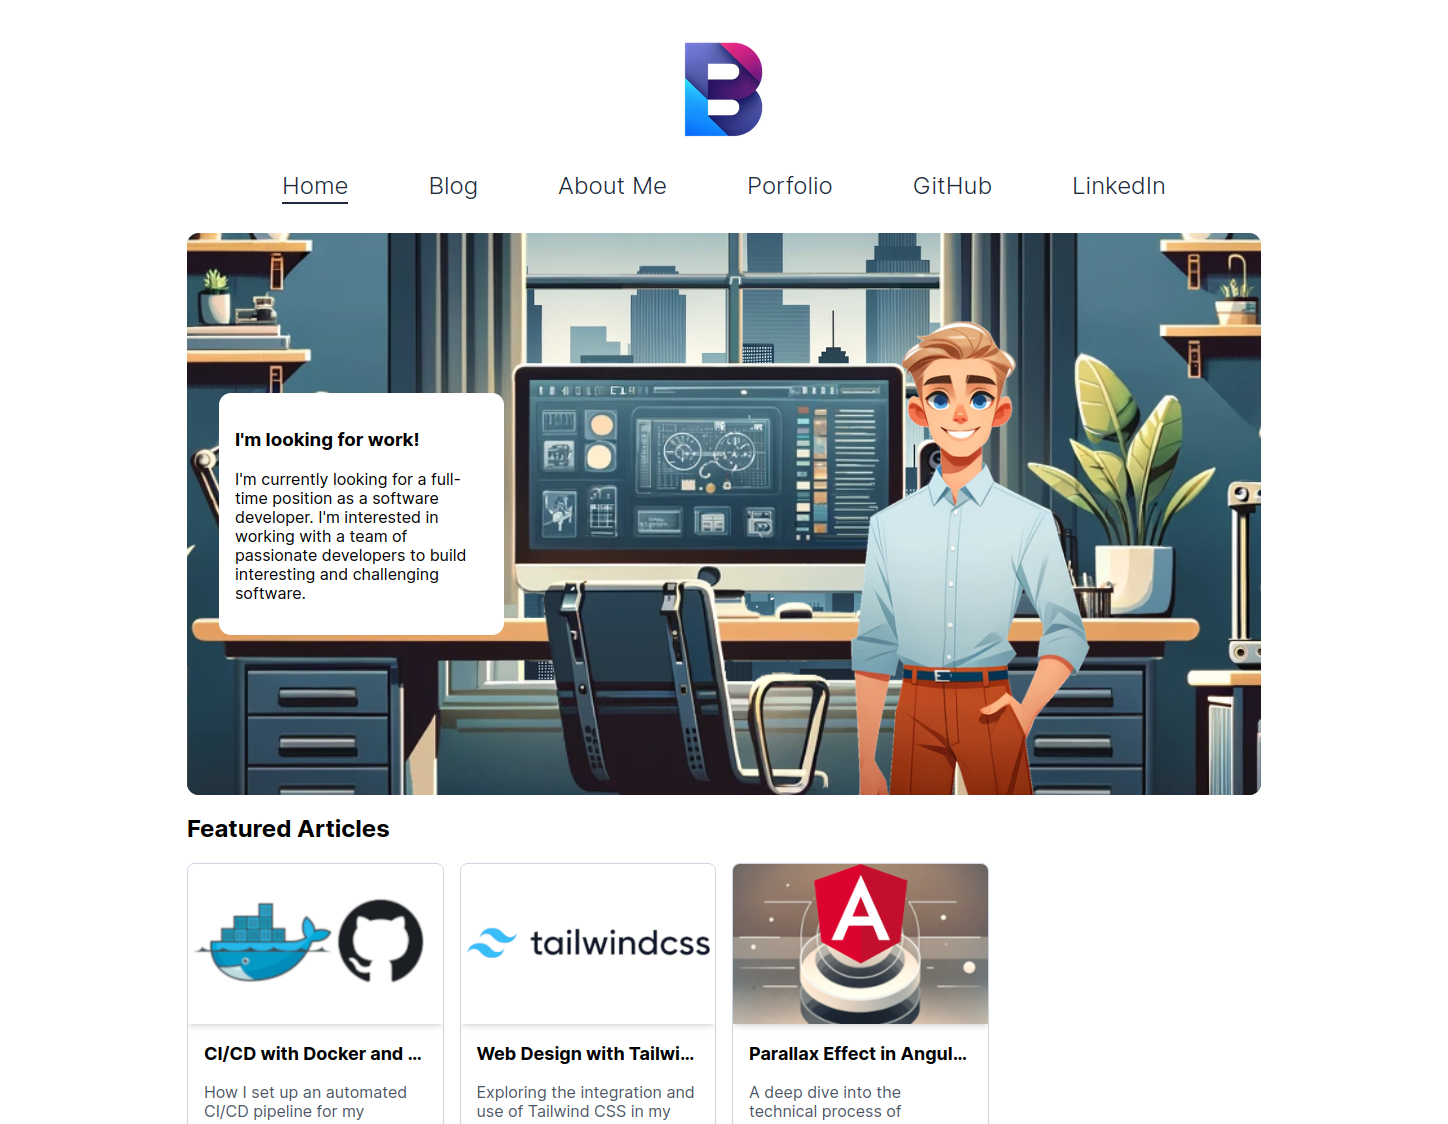 B
Home Blog About Me Porfolio GitHub LinkedIn
I'm looking for work!
I'm currently looking for a full-
time position as a software
developer. I'm interested in
working with a team of
passionate developers to build
interesting and challenging
software.
Featured Articles
tailwindcss
A
CI/CD with Docker and ...
Web Design with Tailwi...
Parallax Effect in Angul...
How I set up an automated
CI/CD pipeline for my
Exploring the integration and
use of Tailwind CSS in my
A deep dive into the
technical process of